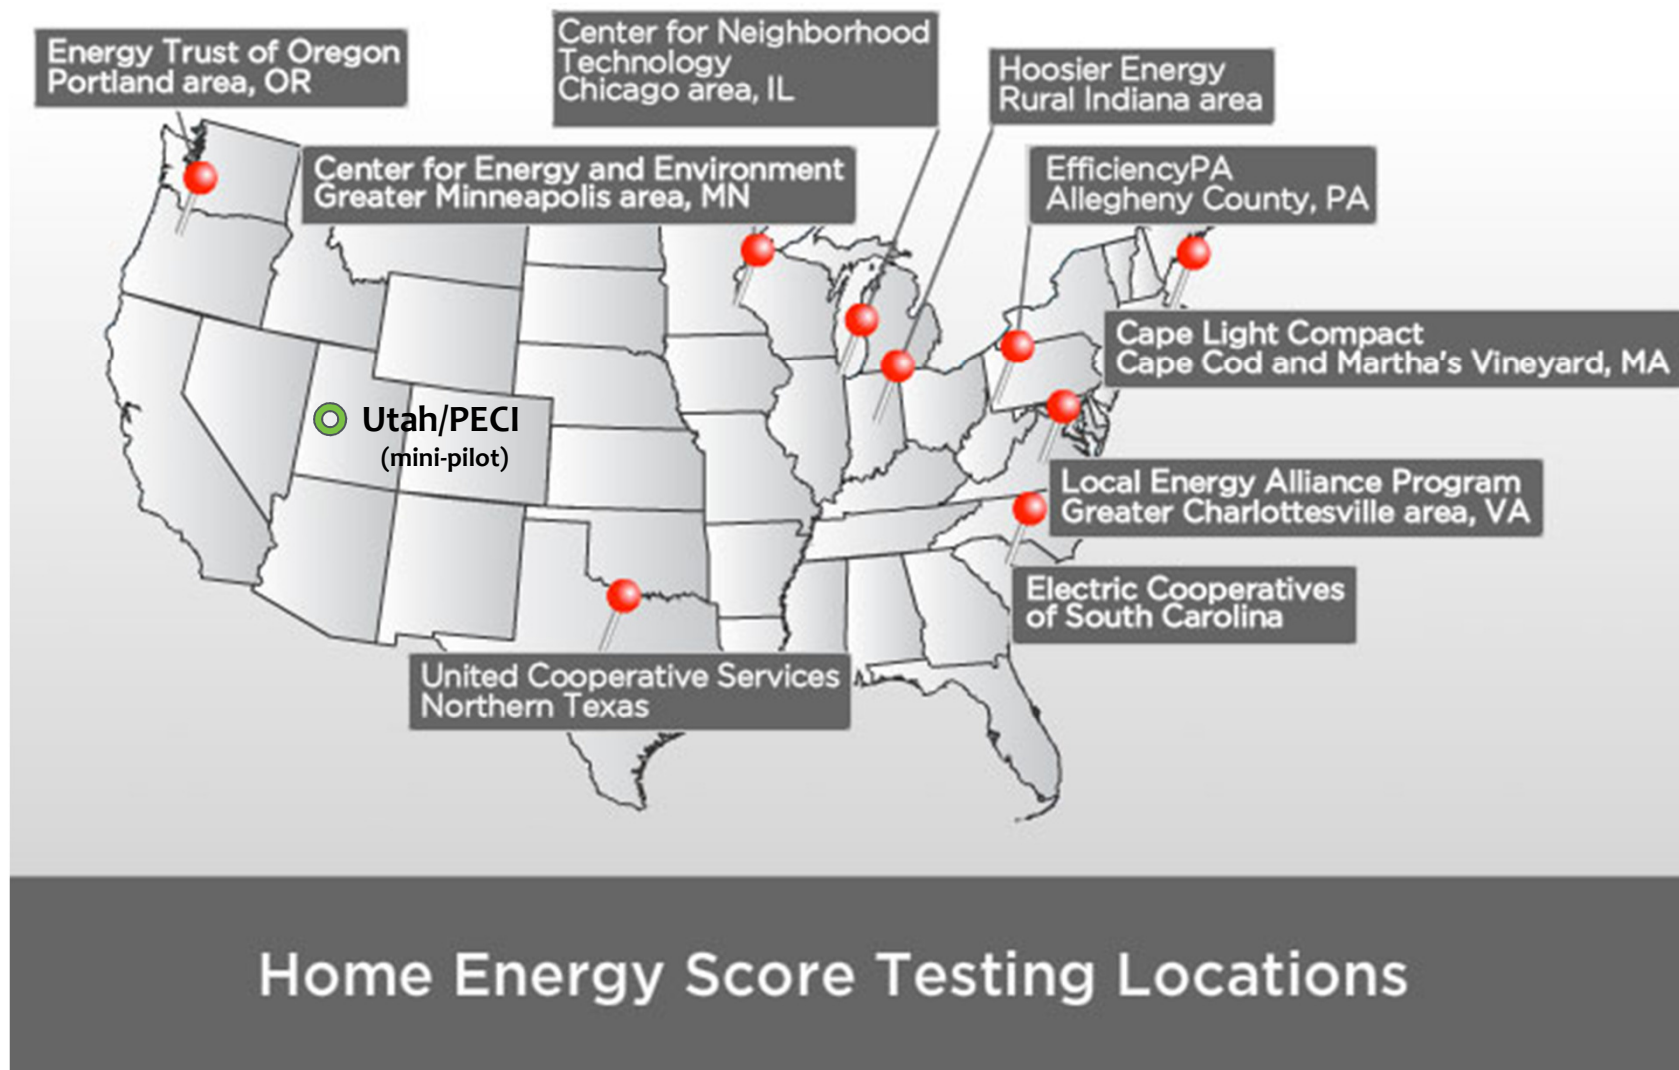 Energy Trust of Oregon
Portland area, OR
Center for Neighborhood
Technology
Chicago area, IL
Hoosier Energy
Rural Indiana area
Center for Energy and Environment
Greater Minneapolis area, MN
EfficiencyPA
Allegheny County, PA
Cape Light Compact
Cape Cod and Martha's Vineyard, MA
Utah/PECI
(mini-pilot)
Local Energy Alliance Program
Greater Charlottesville area, VA
Electric Cooperatives
of South Carolina
United Cooperative Services
Northern Texas
Home Energy Score Testing Locations